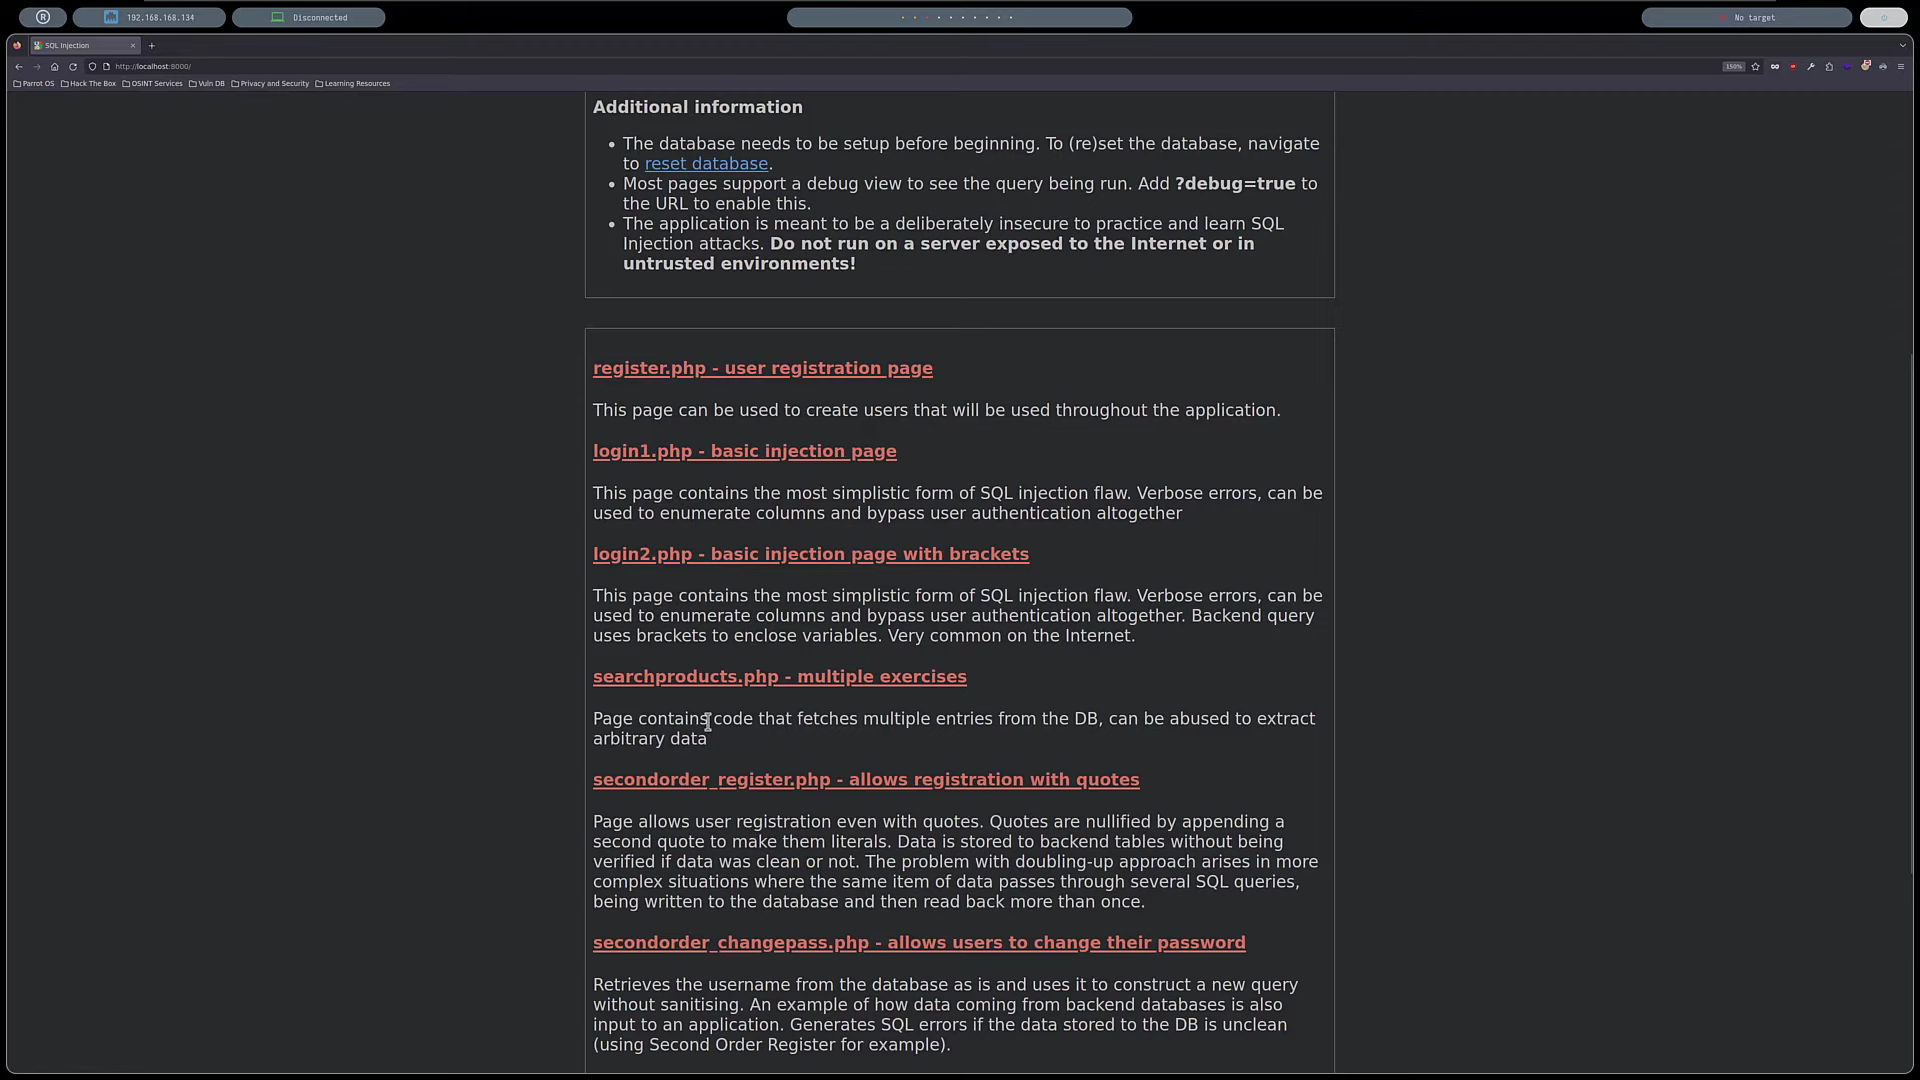 192.168.168.134
Disconnected
No target
SQL Injection
http://localhost:8000/
150%
Parrot OS
Hack The Box
OSINT Services
Vuln DB
Privacy and Security
Learning Resources
Additional information
• The database needs to be setup before beginning. To (re)set the database, navigate
to reset database.
• Most pages support a debug view to see the query being run. Add ?debug=true to
the URL to enable this.
• The application is meant to be a deliberately insecure to practice and learn SQL
Injection attacks. Do not run on a server exposed to the Internet or in
untrusted environments!
register.php - user registration page
This page can be used to create users that will be used throughout the application.
login1.php - basic injection page
This page contains the most simplistic form of SQL injection flaw. Verbose errors, can be
used to enumerate columns and bypass user authentication altogether
login2.php - basic injection page with brackets
This page contains the most simplistic form of SQL injection flaw. Verbose errors, can be
used to enumerate columns and bypass user authentication altogether. Backend query
uses brackets to enclose variables. Very common on the Internet.
searchproducts.php - multiple exercises
Page contains code that fetches multiple entries from the DB, can be abused to extract
arbitrary data
secondorder_register.php - allows registration with quotes
Page allows user registration even with quotes. Quotes are nullified by appending a
second quote to make them literals. Data is stored to backend tables without being
verified if data was clean or not. The problem with doubling-up approach arises in more
complex situations where the same item of data passes through several SQL queries,
being written to the database and then read back more than once.
secondorder_changepass.php - allows users to change their password
Retrieves the username from the database as is and uses it to construct a new query
without sanitising. An example of how data coming from backend databases is also
input to an application. Generates SQL errors if the data stored to the DB is unclean
(using Second Order Register for example).